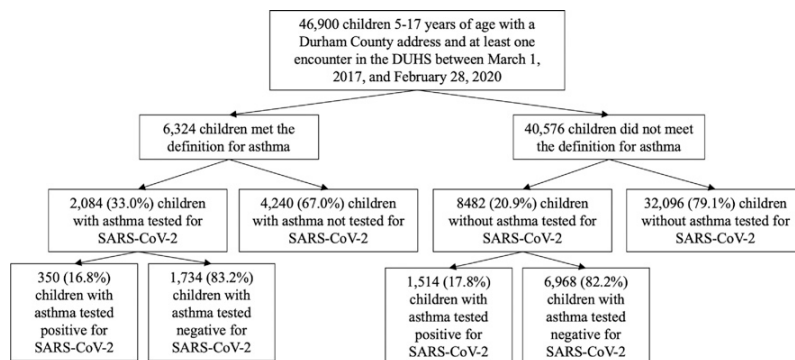 46,900 children 5-17 years of age with a
Durham County address and at least one
encounter in the DUHS between March 1,
2017, and February 28, 2020
6,324 children met the
definition for asthma
40,576 children did not meet
the definition for asthma
2,084 (33.0%) children
with asthma tested for
SARS-CoV-2
4,240 (67.0%) children
with asthma not tested for
SARS-CoV-2
8482 (20.9%) children
without asthma tested for
SARS-CoV-2
32,096 (79.1%) children
without asthma tested for
SARS-CoV-2
350 (16.8%)
children with
asthma tested
positive for
SARS-CoV-2
1,734 (83.2%)
children with
asthma tested
negative for
SARS-CoV-2
1,514 (17.8%)
children with
asthma tested
positive for
SARS-CoV-2
6,968 (82.2%)
children with
asthma tested
negative for
SARS-CoV-2